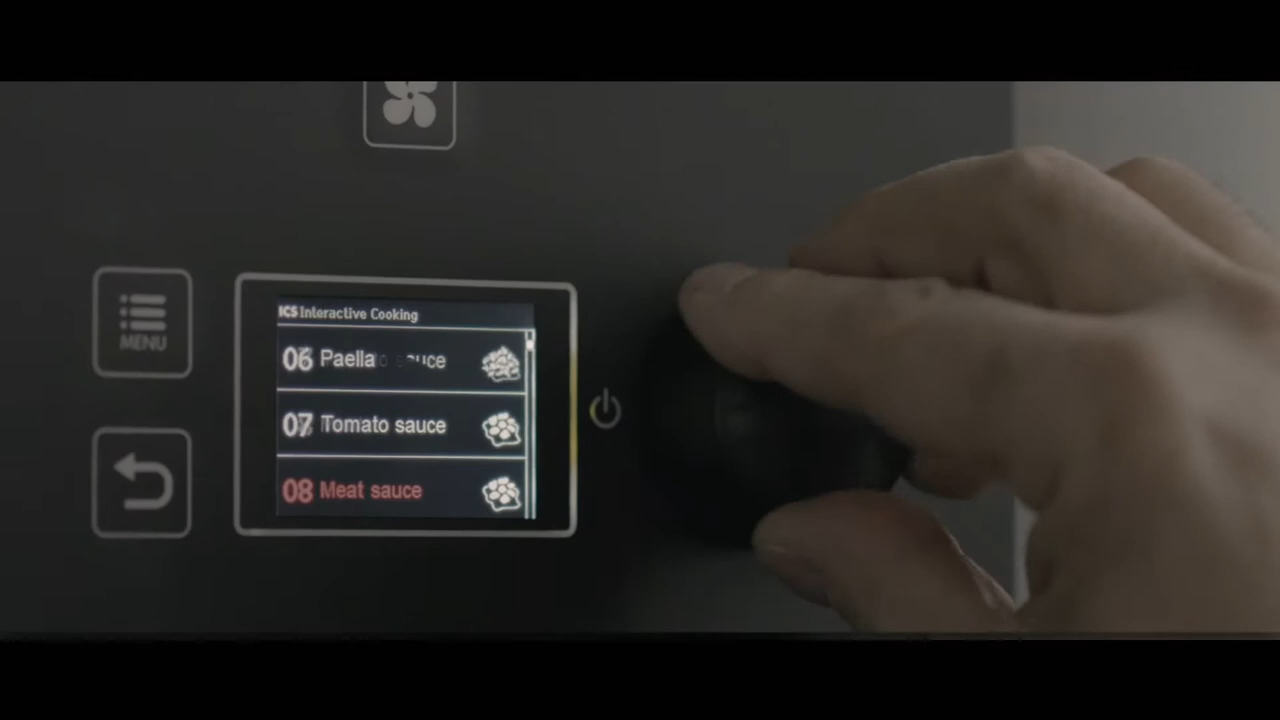 MENU
ICS Interactive Cooking
06 Paella
07 Tomato sauce
08 Meat sauce